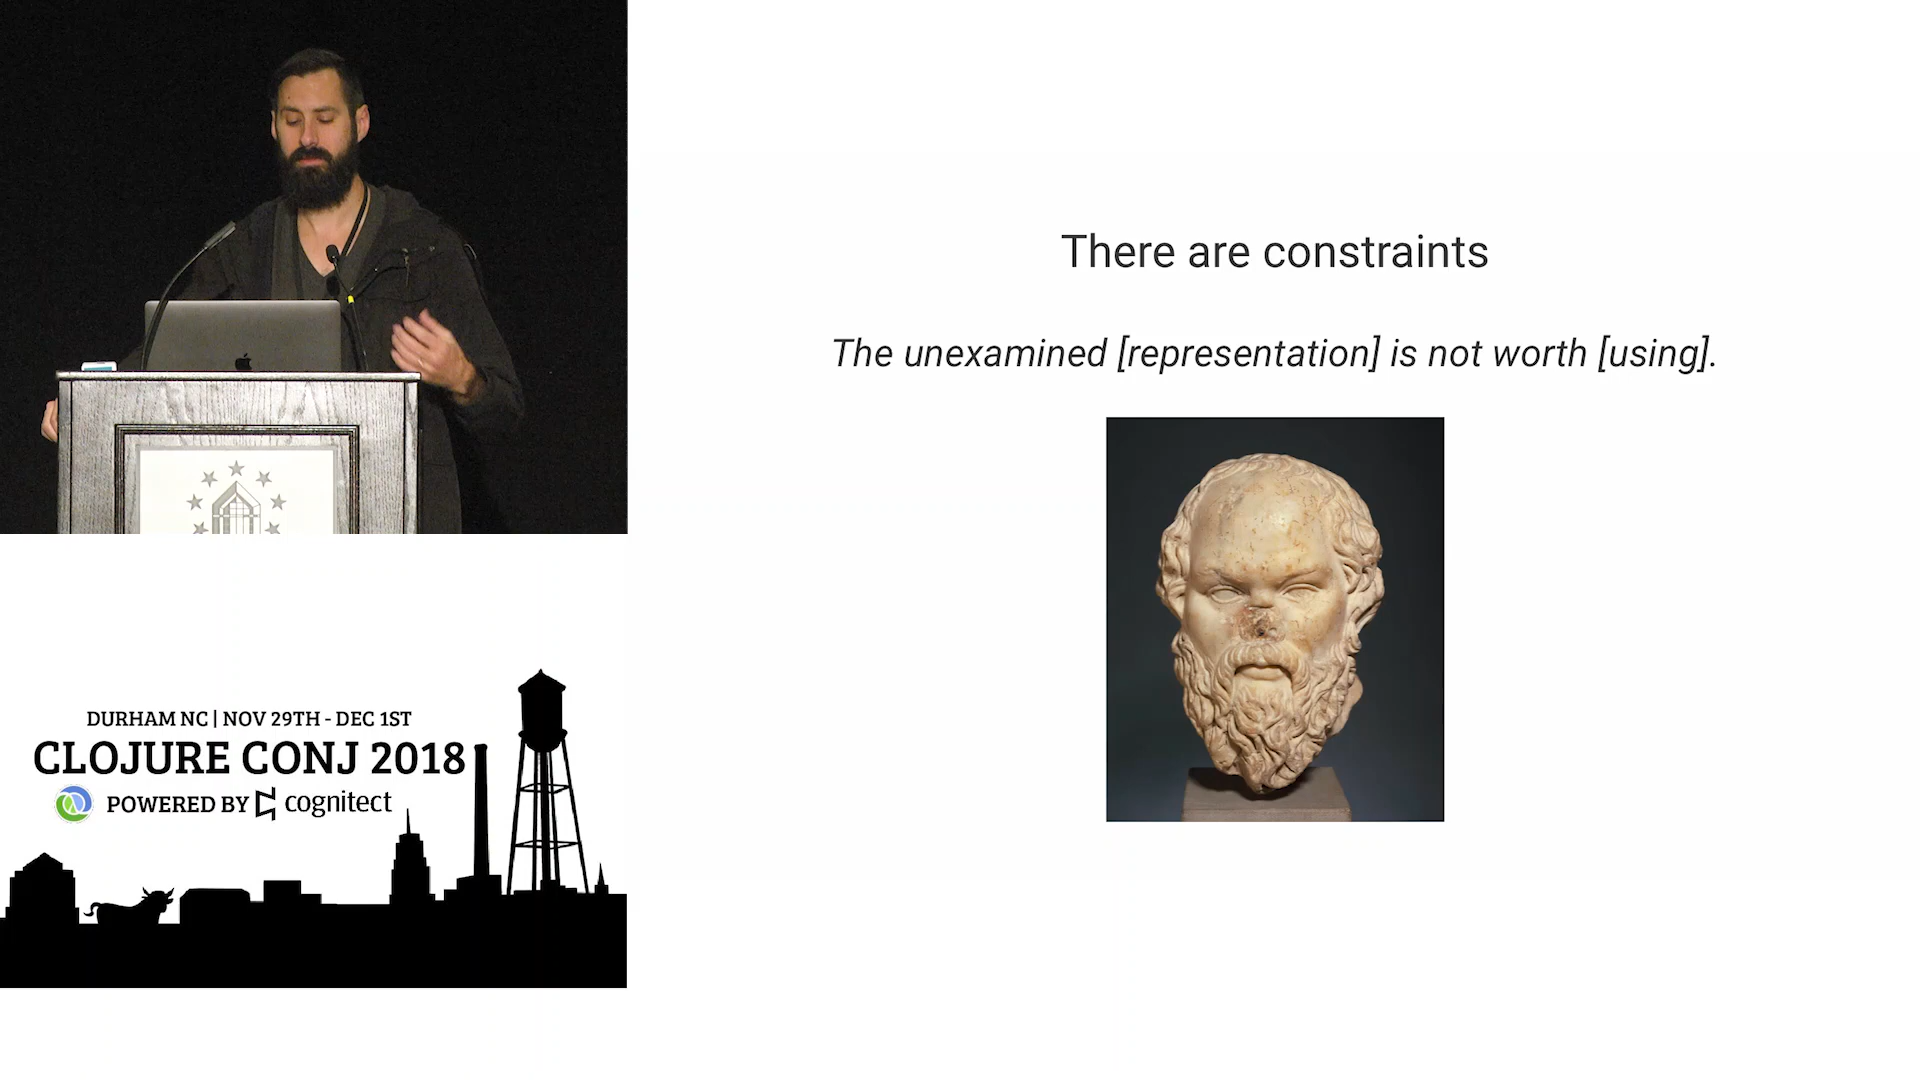 There are constraints
The unexamined [representation] is not worth [using].
DURHAM NC | NOV 29TH - DEC 1ST
CLOJURE CONJ 2018
POWERED BY cognitect